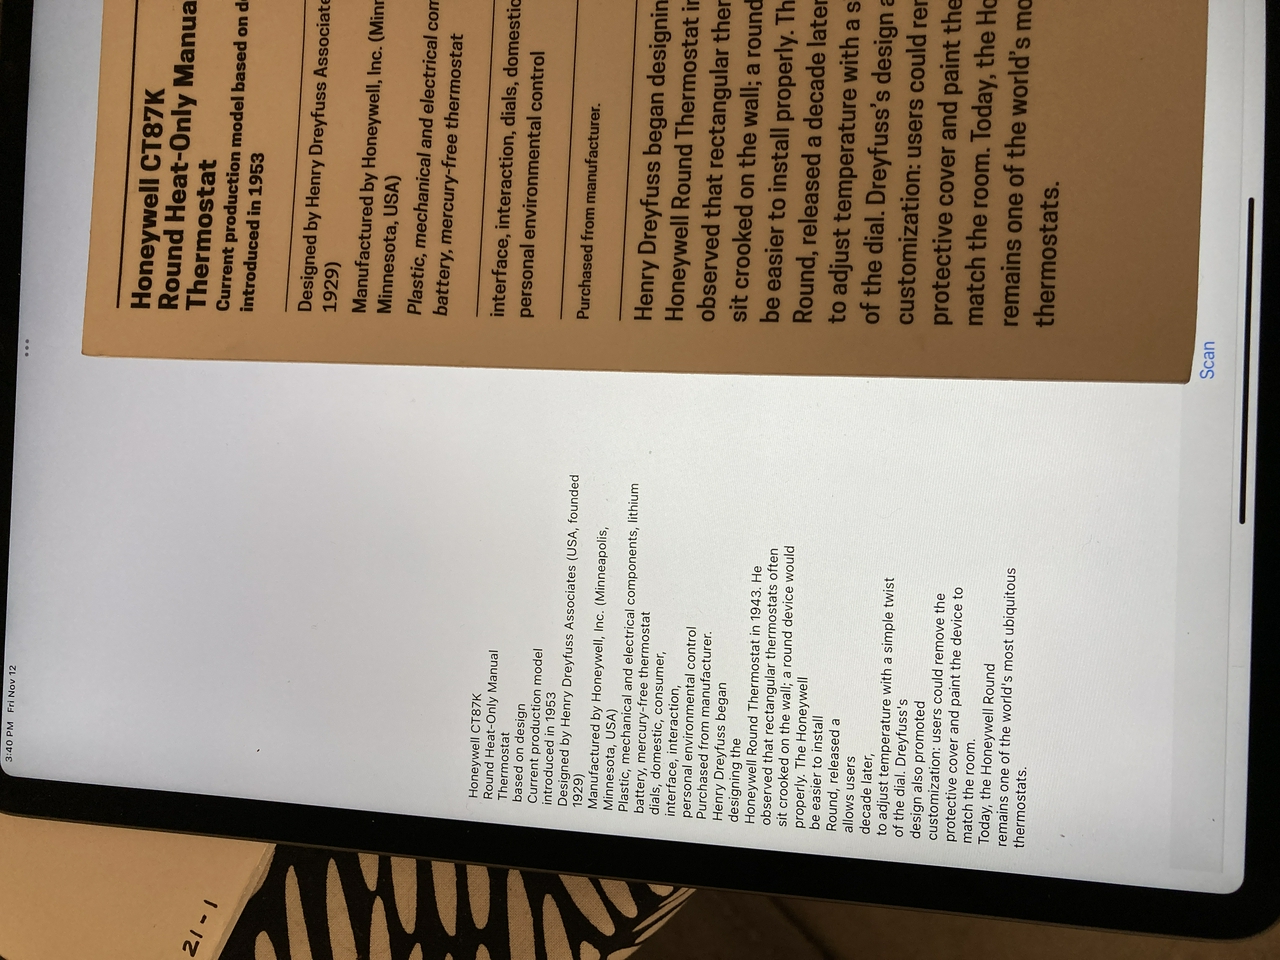 3:40 PM Fri Nov 12
21-1
Honeywell CT87K
Round Heat-Only Manual
Thermostat
based on design
Current production model
introduced in 1953
Designed by Henry Dreyfuss Associates (USA, founded
1929)
Manufactured by Honeywell, Inc. (Minneapolis,
Minnesota, USA)
Plastic, mechanical and electrical components, lithium
battery, mercury-free thermostat
dials, domestic, consumer,
interface, interaction,
personal environmental control
Purchased from manufacturer.
Henry Dreyfuss began
designing the
Honeywell Round Thermostat in 1943. He
observed that rectangular thermostats often
sit crooked on the wall; a round device would
properly. The Honeywell
be easier to install
Round, released a
allows users
decade later,
to adjust temperature with a simple twist
of the dial. Dreyfuss's
design also promoted
customization: users could remove the
protective cover and paint the device to
match the room.
Today, the Honeywell Round
remains one of the world's most ubiquitous
thermostats.
Honeywell CT87K
Round Heat-Only Manua
Thermostat
Current production model based on d
introduced in 1953
Designed by Henry Dreyfuss Associate
1929)
Manufactured by Honeywell, Inc. (Minn
Minnesota, USA)
Plastic, mechanical and electrical com
battery, mercury-free thermostat
interface, interaction, dials, domestic
personal environmental control
Purchased from manufacturer.
Henry Dreyfuss began designin
Honeywell Round Thermostat in
observed that rectangular ther
sit crooked on the wall; a round
be easier to install properly. Th
Round, released a decade later
to adjust temperature with a s
of the dial. Dreyfuss’s design a
customization: users could rem
protective cover and paint the
match the room. Today, the Ho
remains one of the world’s mo
thermostats.
Scan